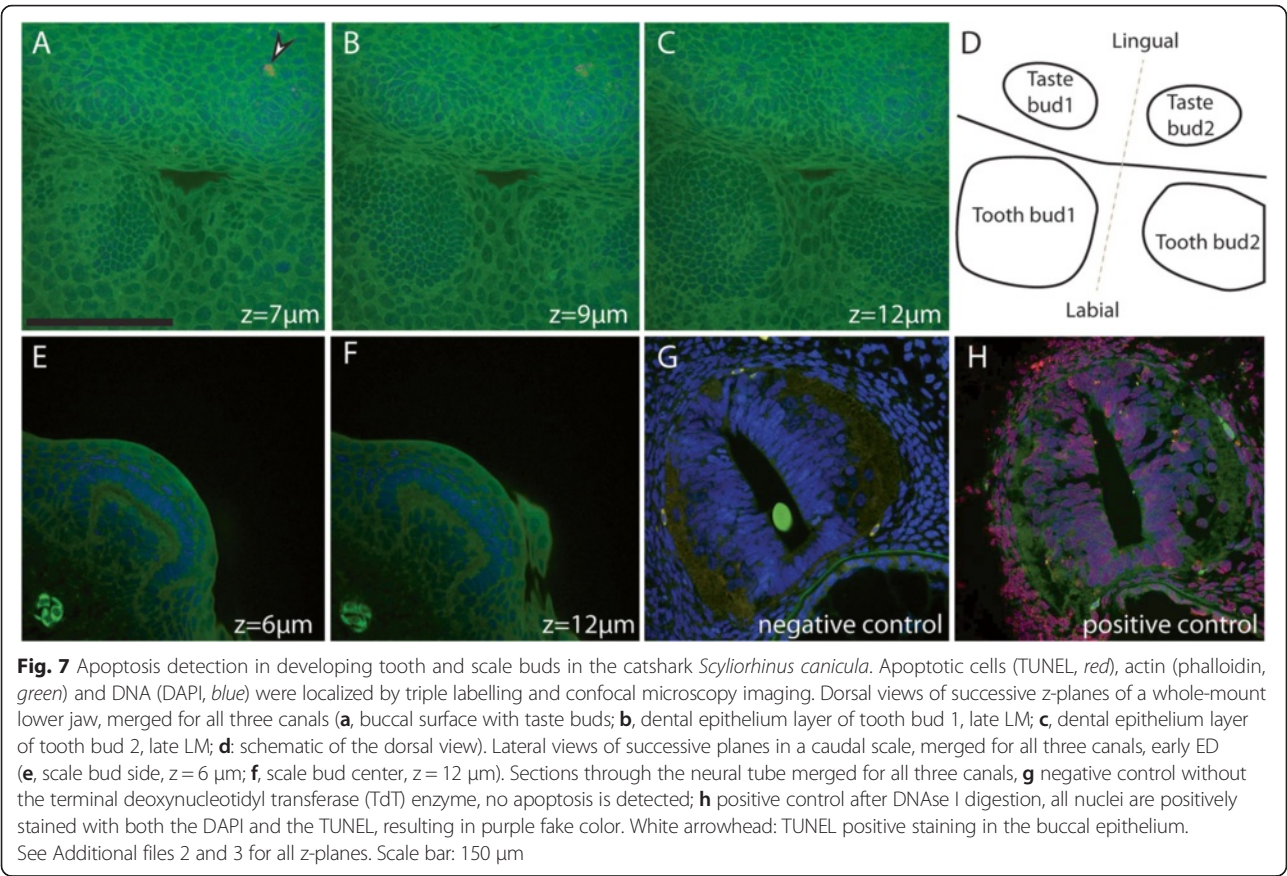 A
B
C
D
Lingual
Taste
bud1
Taste
bud2
Tooth bud1
Tooth bud2
Labial
z=7µm
z=9µm
z=12µm
E
F
G
H
z=6µm
z=12µm
negative control
positive control
Fig. 7 Apoptosis detection in developing tooth and scale buds in the catshark Scyliorhinus canicula. Apoptotic cells (TUNEL, red), actin (phalloidin,
green) and DNA (DAPI, blue) were localized by triple labelling and confocal microscopy imaging. Dorsal views of successive z-planes of a whole-mount
lower jaw, merged for all three canals (a, buccal surface with taste buds; b, dental epithelium layer of tooth bud 1, late LM; c, dental epithelium layer
of tooth bud 2, late LM; d: schematic of the dorsal view). Lateral views of successive planes in a caudal scale, merged for all three canals, early ED
(e, scale bud side, z = 6 µm; f, scale bud center, z = 12 µm). Sections through the neural tube merged for all three canals, g negative control without
the terminal deoxynucleotidyl transferase (TdT) enzyme, no apoptosis is detected; h positive control after DNAse I digestion, all nuclei are positively
stained with both the DAPI and the TUNEL, resulting in purple fake color. White arrowhead: TUNEL positive staining in the buccal epithelium.
See Additional files 2 and 3 for all z-planes. Scale bar: 150 µm